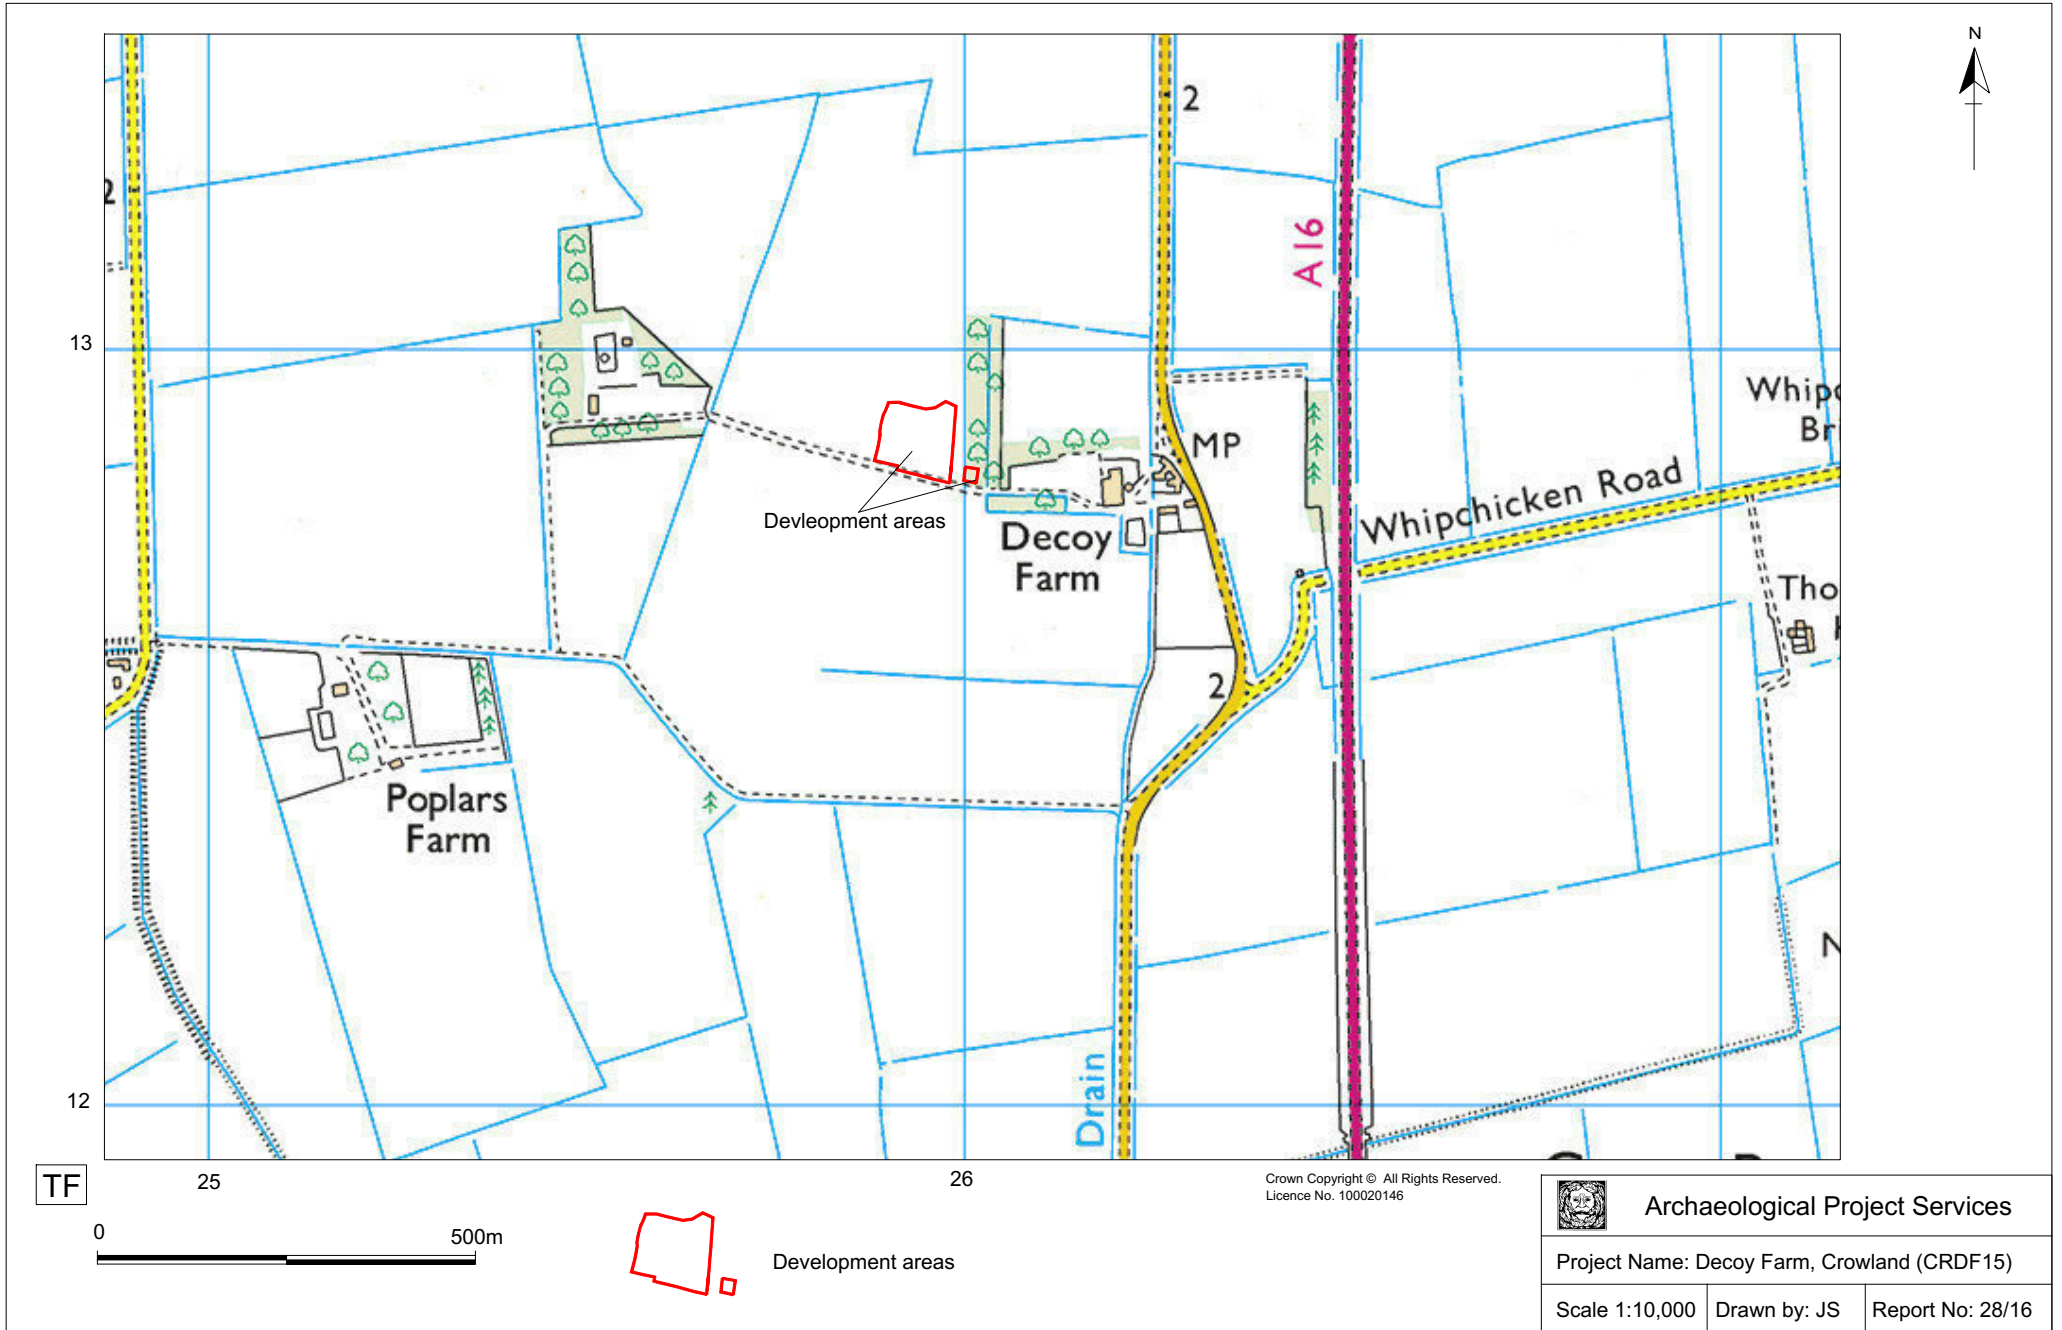 N
2
2
A16
13
Whipc
Bri
MP
Whipchicken Road
Devleopment areas
Decoy
Farm
Tho
2
Poplars
Farm
N
12
Drain
TF
25
26
Crown Copyright © All Rights Reserved.
Licence No. 100020146
0
500m
Development areas
Archaeological Project Services
Project Name: Decoy Farm, Crowland (CRDF15)
Scale 1:10,000
Drawn by: JS
Report No: 28/16